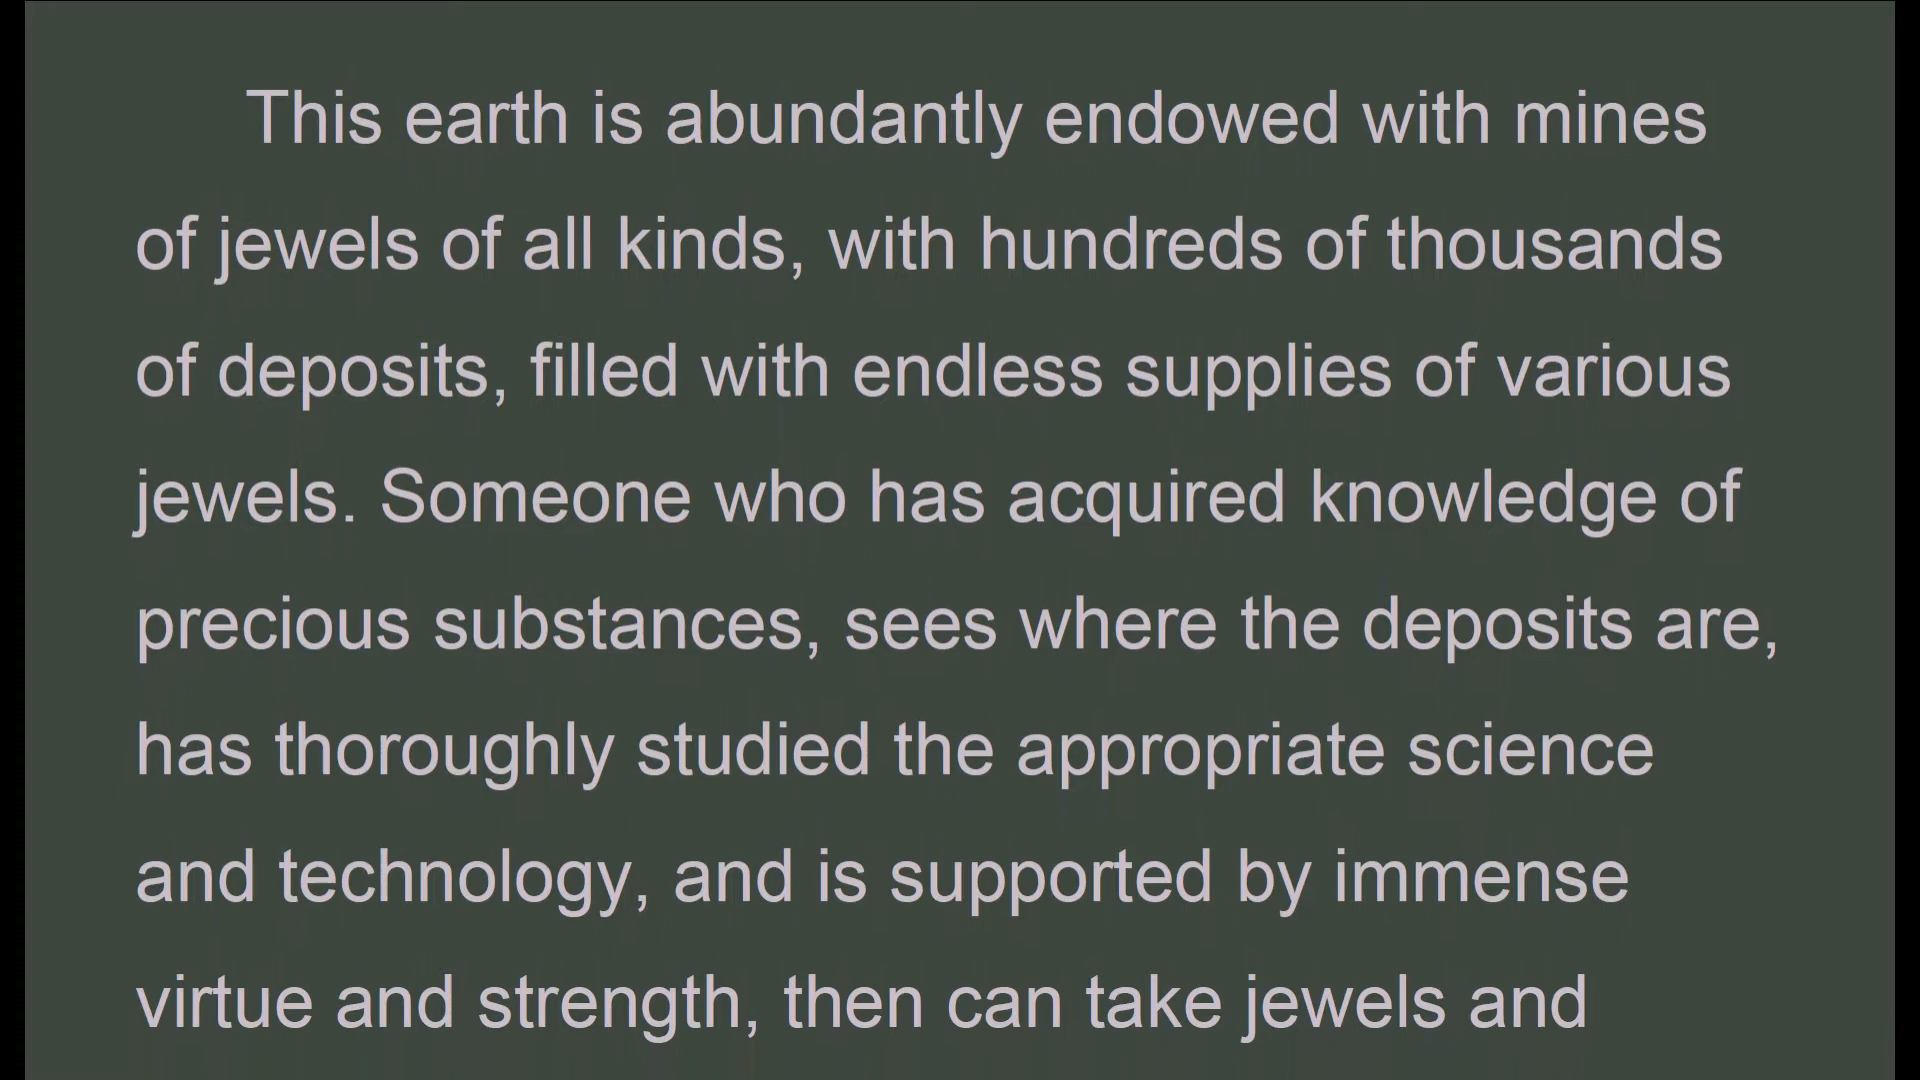 This earth is abundantly endowed with mines
of jewels of all kinds, with hundreds of thousands
of deposits, filled with endless supplies of various
jewels. Someone who has acquired knowledge of
precious substances, sees where the deposits are,
has thoroughly studied the appropriate science
and technology, and is supported by immense
virtue and strength, then can take jewels and